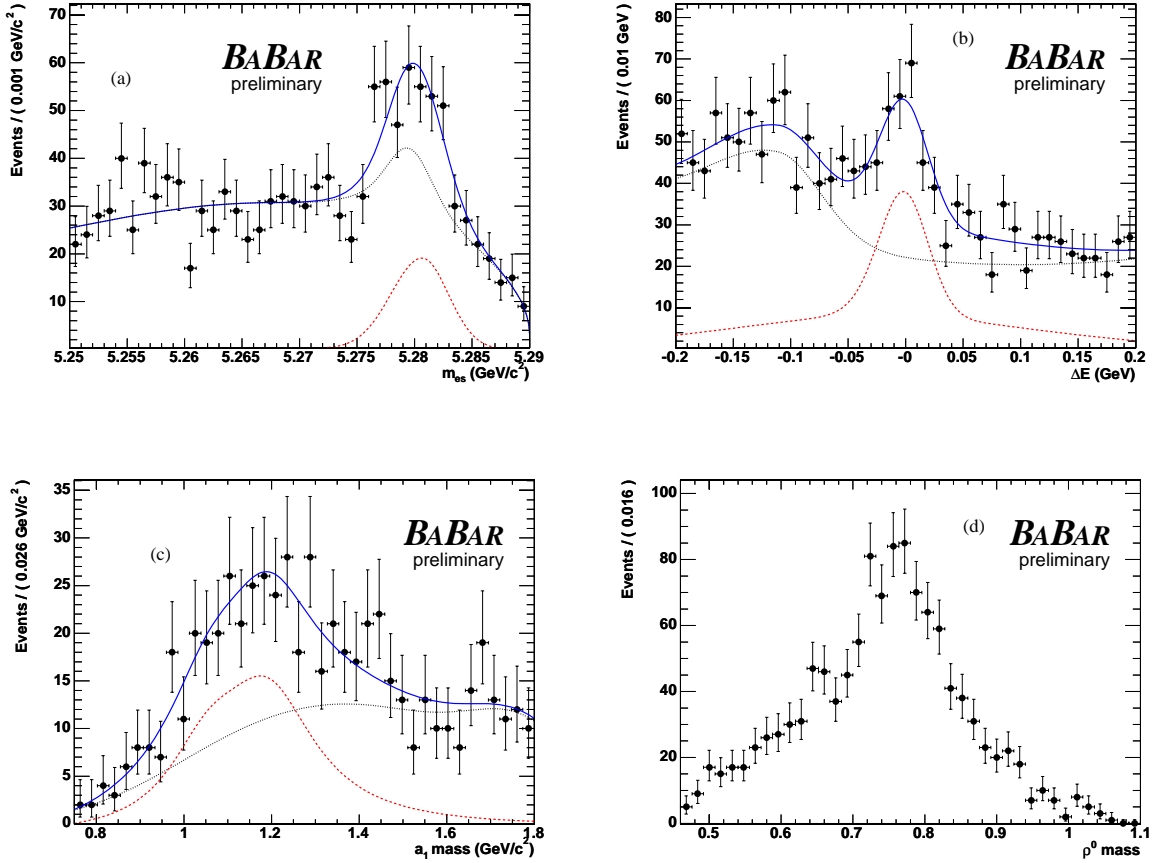 Events / ( 0.001 GeV/c² )
70
60
50
40
30
20
10
(a)
BABAR
preliminary
5.25 5.255 5.26 5.265 5.27 5.275 5.28 5.285 5.29
m_es (GeV/c²)
Events / ( 0.01 GeV )
80
70
60
50
40
30
20
10
0
(b)
BABAR
preliminary
-0.2 -0.15 -0.1 -0.05 -0 0.05 0.1 0.15 0.2
ΔE (GeV)
Events / ( 0.026 GeV/c² )
35
30
25
20
15
10
5
0
(c)
BABAR
preliminary
0.8 1 1.2 1.4 1.6 1.8
a₁ mass (GeV/c²)
Events / ( 0.016 )
100
80
60
40
20
0
(d)
BABAR
preliminary
0.5 0.6 0.7 0.8 0.9 1 1.1
ρ⁰ mass